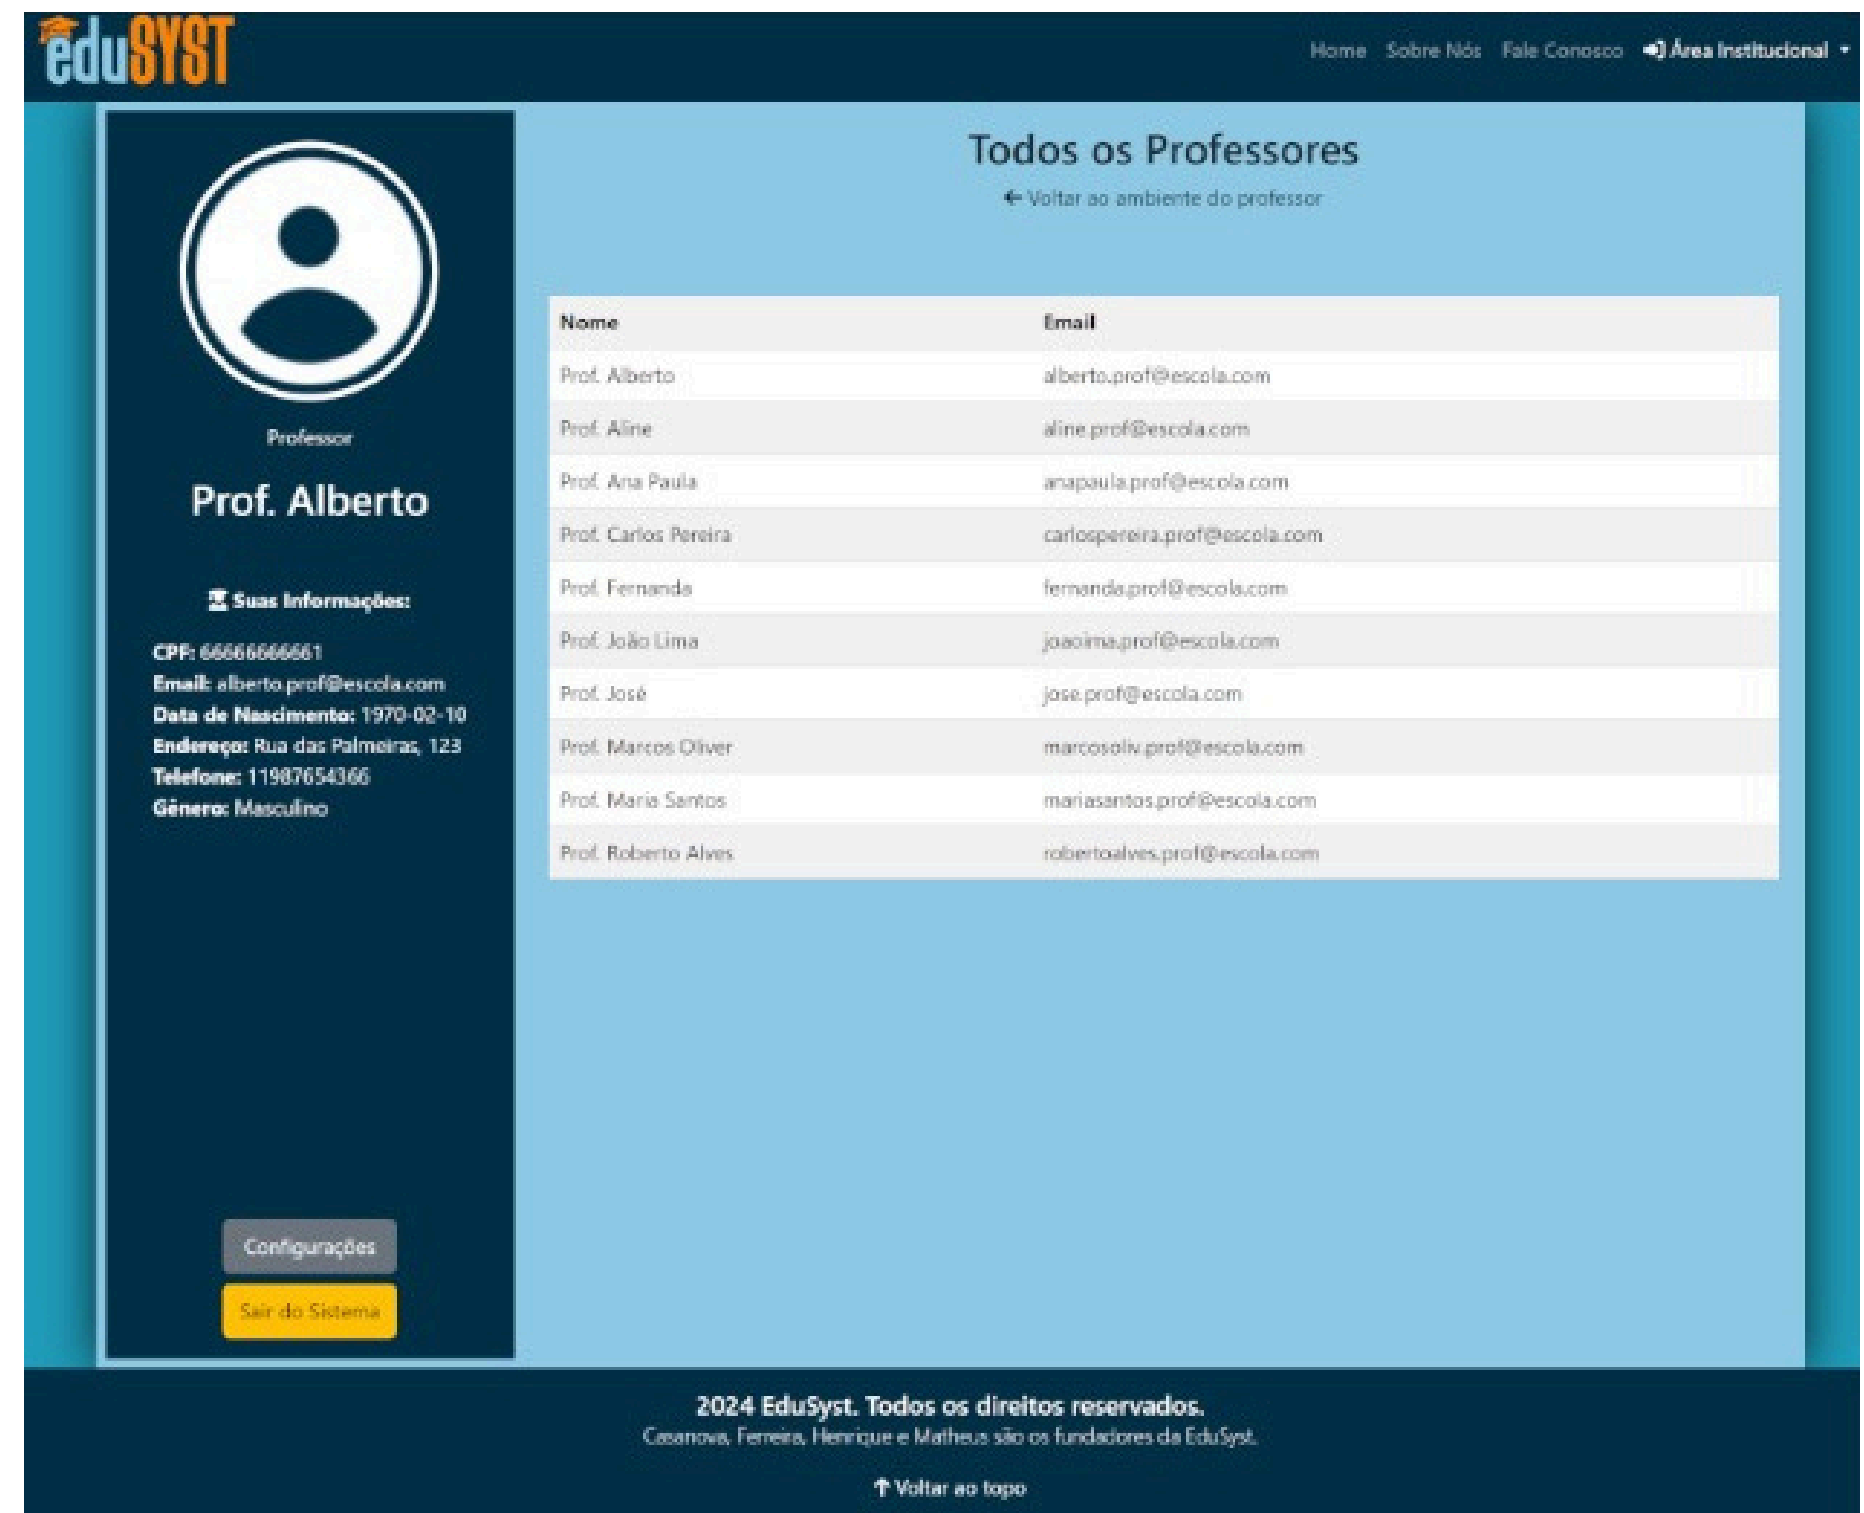 eduSYST
Home Sobre Nós Fale Conosco Área Institucional
Professor
Prof. Alberto
Suas Informações:
CPF: 66666666661
Email: alberto.prof@escola.com
Data de Nascimento: 1970-02-10
Endereço: Rua das Palmeiras, 123
Telefone: 11987654366
Gênero: Masculino
Configurações
Sair do Sistema
Todos os Professores
Voltar ao ambiente do professor
Nome Email
Prof. Alberto alberto.prof@escola.com
Prof. Aline aline.prof@escola.com
Prof. Ana Paula anapaula.prof@escola.com
Prof. Carlos Pereira carlospereira.prof@escola.com
Prof. Fernanda fernanda.prof@escola.com
Prof. João Lima joaoima.prof@escola.com
Prof. José jose.prof@escola.com
Prof. Marcos Oliver marcosoliv.prof@escola.com
Prof. Maria Santos mariasantos.prof@escola.com
Prof. Roberto Alves robertoalves.prof@escola.com
2024 EduSyst. Todos os direitos reservados.
Casanova, Ferreira, Henrique e Matheus são os fundadores da EduSyst.
Voltar ao topo